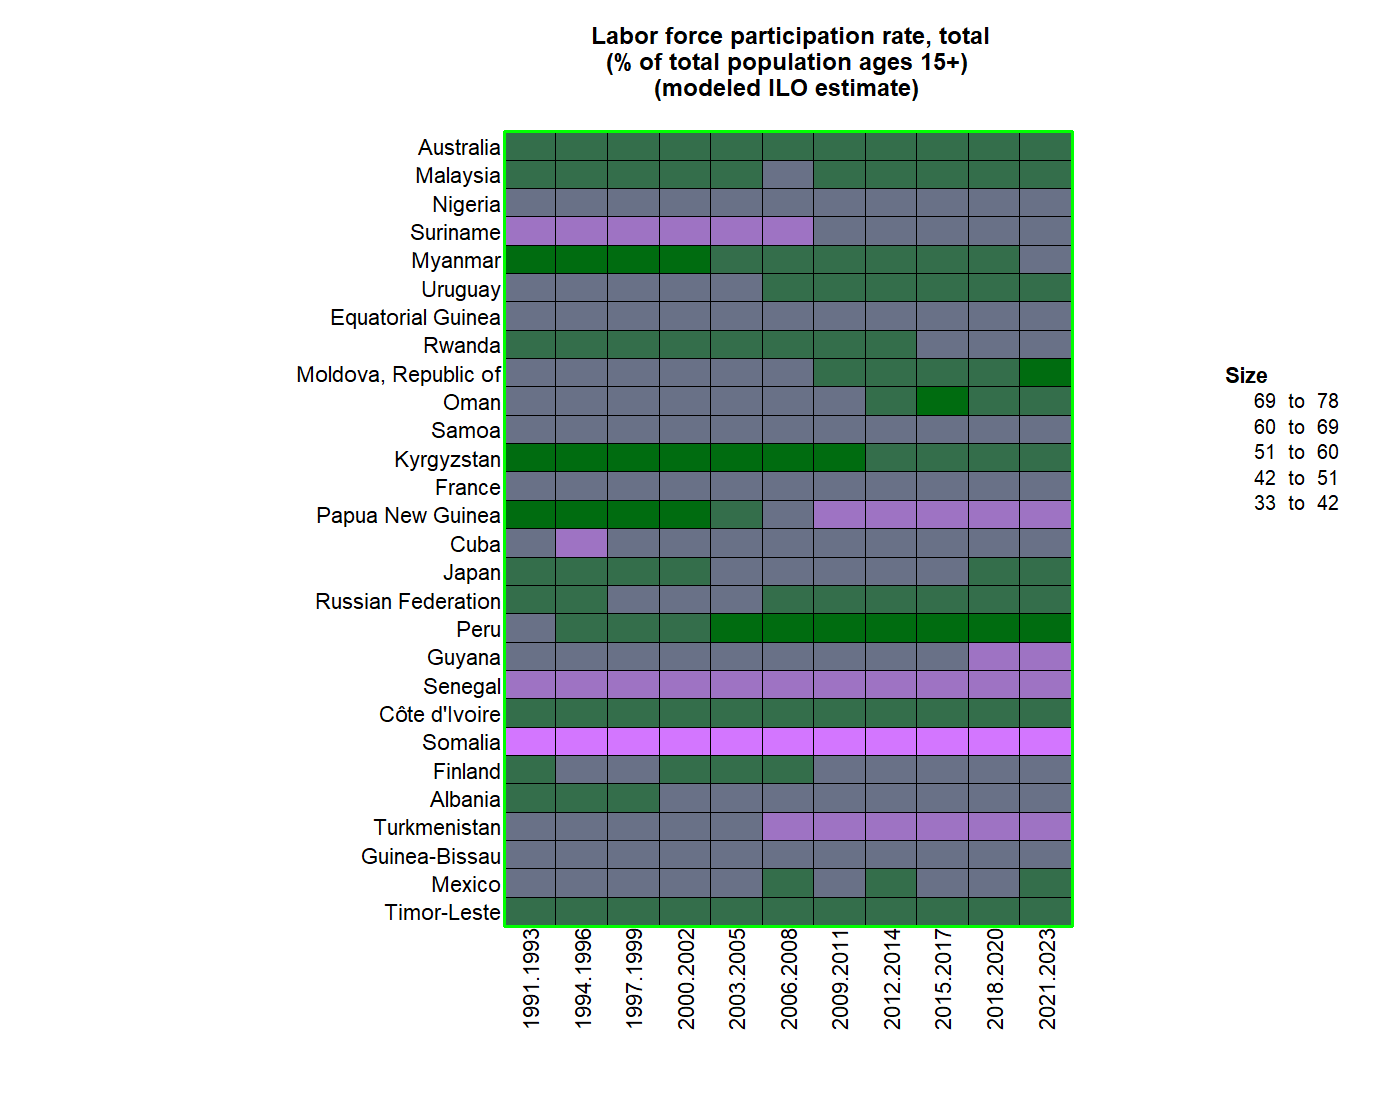 Labor force participation rate, total
(% of total population ages 15+)
(modeled ILO estimate)
Australia
Malaysia
Nigeria
Suriname
Myanmar
Uruguay
Equatorial Guinea
Rwanda
Moldova, Republic of
Oman
Samoa
Kyrgyzstan
France
Papua New Guinea
Cuba
Japan
Russian Federation
Peru
Guyana
Senegal
Côte d'Ivoire
Somalia
Finland
Albania
Turkmenistan
Guinea-Bissau
Mexico
Timor-Leste
1991.1993
1994.1996
1997.1999
2000.2002
2003.2005
2006.2008
2009.2011
2012.2014
2015.2017
2018.2020
2021.2023
Size
69 to 78
60 to 69
51 to 60
42 to 51
33 to 42